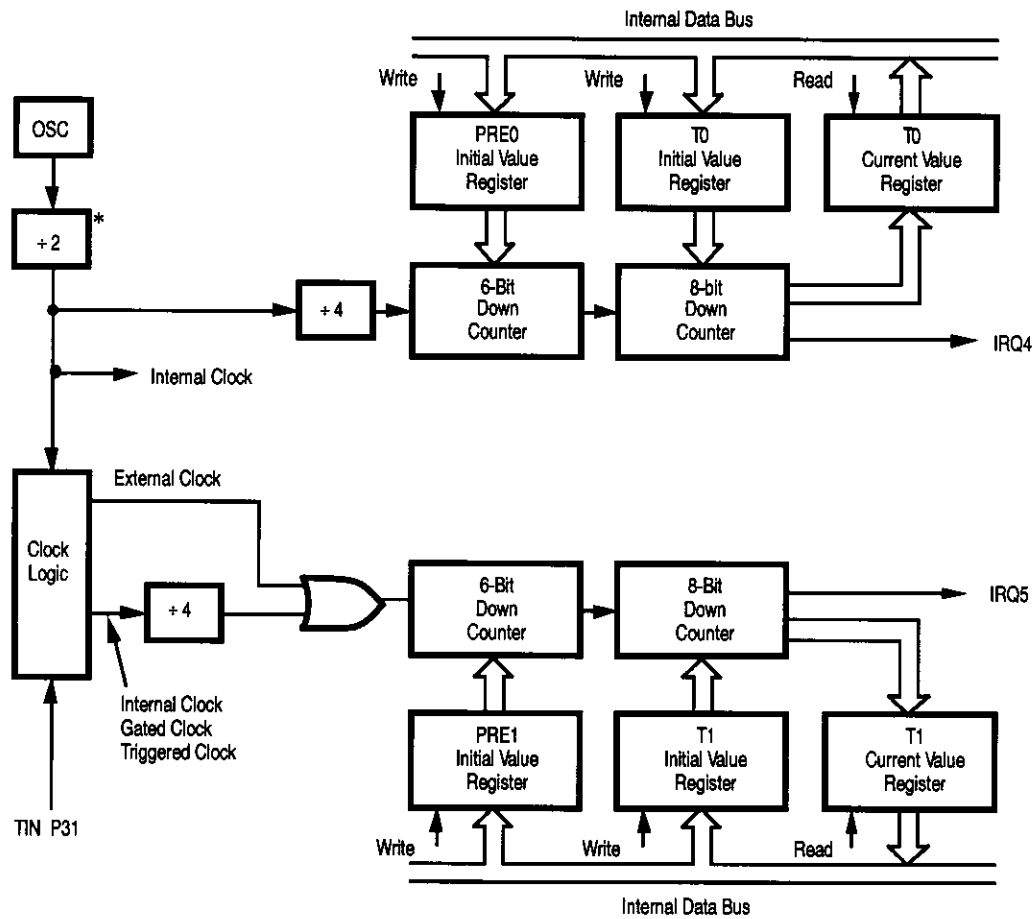 Internal Data Bus
Write
Write
Read
OSC
PRE0
Initial Value
Register
T0
Initial Value
Register
T0
Current Value
Register
÷ 2
*
÷ 4
6-Bit
Down
Counter
8-bit
Down
Counter
IRQ4
Internal Clock
External Clock
Clock
Logic
÷ 4
6-Bit
Down
Counter
8-Bit
Down
Counter
IRQ5
Internal Clock
Gated Clock
Triggered Clock
PRE1
Initial Value
Register
T1
Initial Value
Register
T1
Current Value
Register
TIN P31
Write
Write
Read
Internal Data Bus